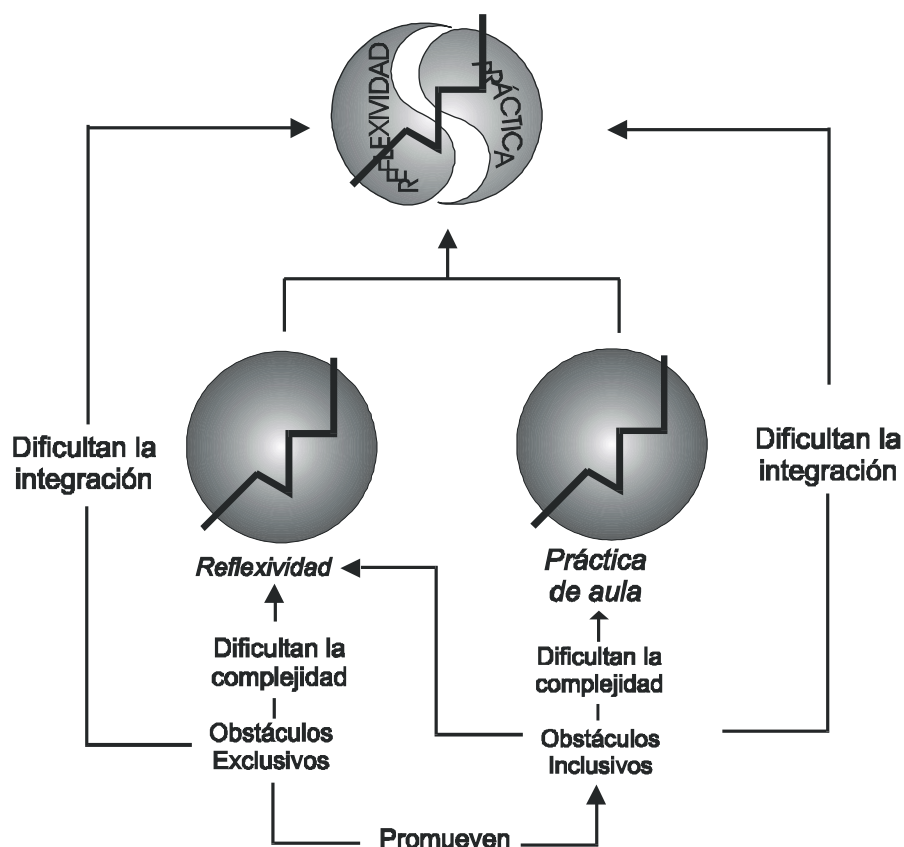 REFLEXIVIDAD
PRÁCTICA
Dificultan la
integración
Dificultan la
integración
Reflexividad
Práctica
de aula
Dificultan la
complejidad
Dificultan la
complejidad
Obstáculos
Exclusivos
Obstáculos
Inclusivos
Promueven